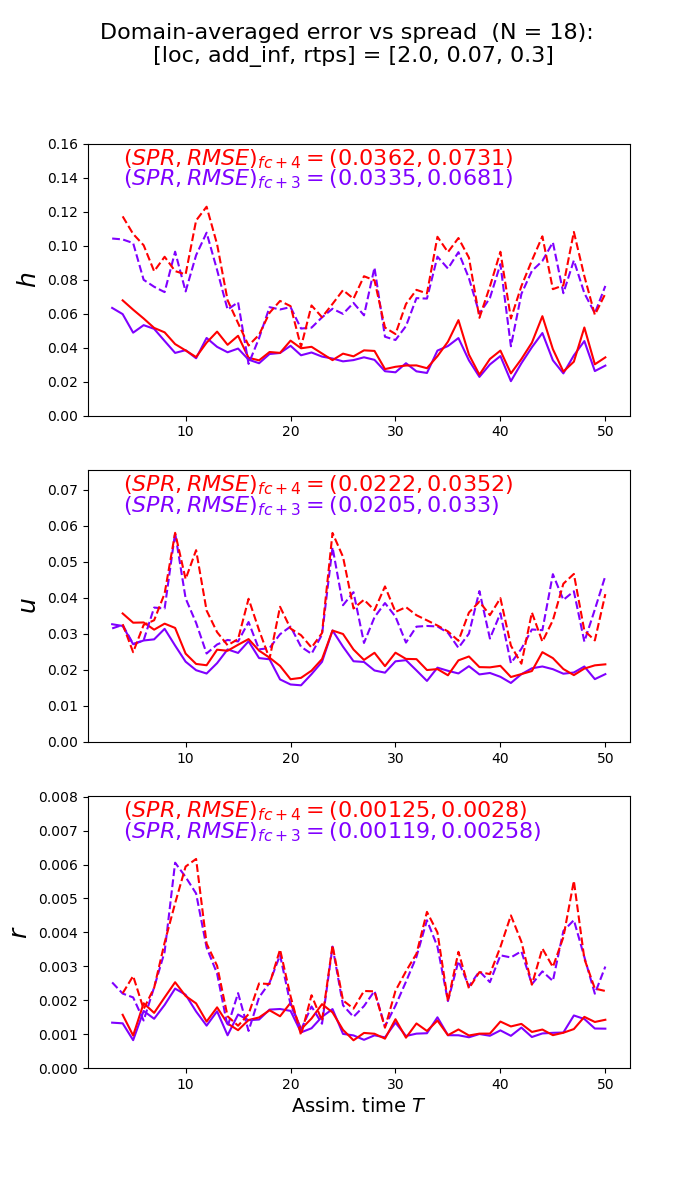 Domain-averaged error vs spread (N = 18):
[loc, add_inf, rtps] = [2.0, 0.07, 0.3]
0.16
0.14
0.12
0.10
0.08
0.06
0.04
0.02
0.00
h
(SPR, RMSE)fc+4 = (0.0362, 0.0731)
(SPR, RMSE)fc+3 = (0.0335, 0.0681)
10 20 30 40 50
0.07
0.06
0.05
0.04
0.03
0.02
0.01
0.00
u
(SPR, RMSE)fc+4 = (0.0222, 0.0352)
(SPR, RMSE)fc+3 = (0.0205, 0.033)
10 20 30 40 50
0.008
0.007
0.006
0.005
0.004
0.003
0.002
0.001
0.000
r
(SPR, RMSE)fc+4 = (0.00125, 0.0028)
(SPR, RMSE)fc+3 = (0.00119, 0.00258)
10 20 30 40 50
Assim. time T